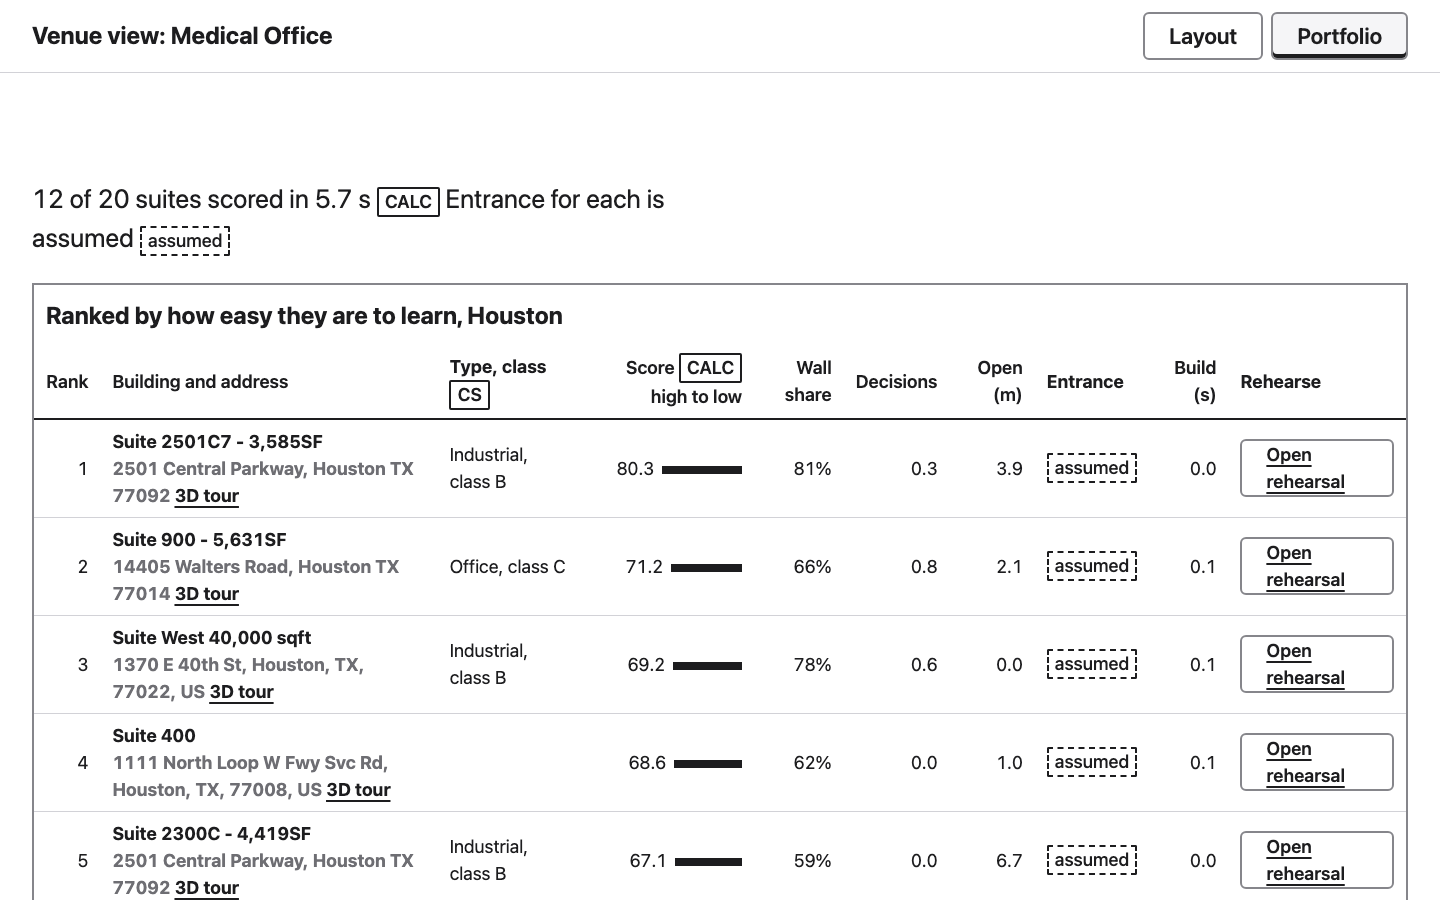 Venue view: Medical Office
Layout
Portfolio
12 of 20 suites scored in 5.7 s CALC Entrance for each is
assumed assumed
Ranked by how easy they are to learn, Houston
Rank
Building and address
Type, class
CS
Score CALC
high to low
Wall
share
Decisions
Open
(m)
Entrance
Build
(s)
Rehearse
1
Suite 2501C7 - 3,585SF
2501 Central Parkway, Houston TX
77092 3D tour
Industrial,
class B
80.3
81%
0.3
3.9
assumed
0.0
Open
rehearsal
2
Suite 900 - 5,631SF
14405 Walters Road, Houston TX
77014 3D tour
Office, class C
71.2
66%
0.8
2.1
assumed
0.1
Open
rehearsal
3
Suite West 40,000 sqft
1370 E 40th St, Houston, TX,
77022, US 3D tour
Industrial,
class B
69.2
78%
0.6
0.0
assumed
0.1
Open
rehearsal
4
Suite 400
1111 North Loop W Fwy Svc Rd,
Houston, TX, 77008, US 3D tour
68.6
62%
0.0
1.0
assumed
0.1
Open
rehearsal
5
Suite 2300C - 4,419SF
2501 Central Parkway, Houston TX
77092 3D tour
Industrial,
class B
67.1
59%
0.0
6.7
assumed
0.0
Open
rehearsal